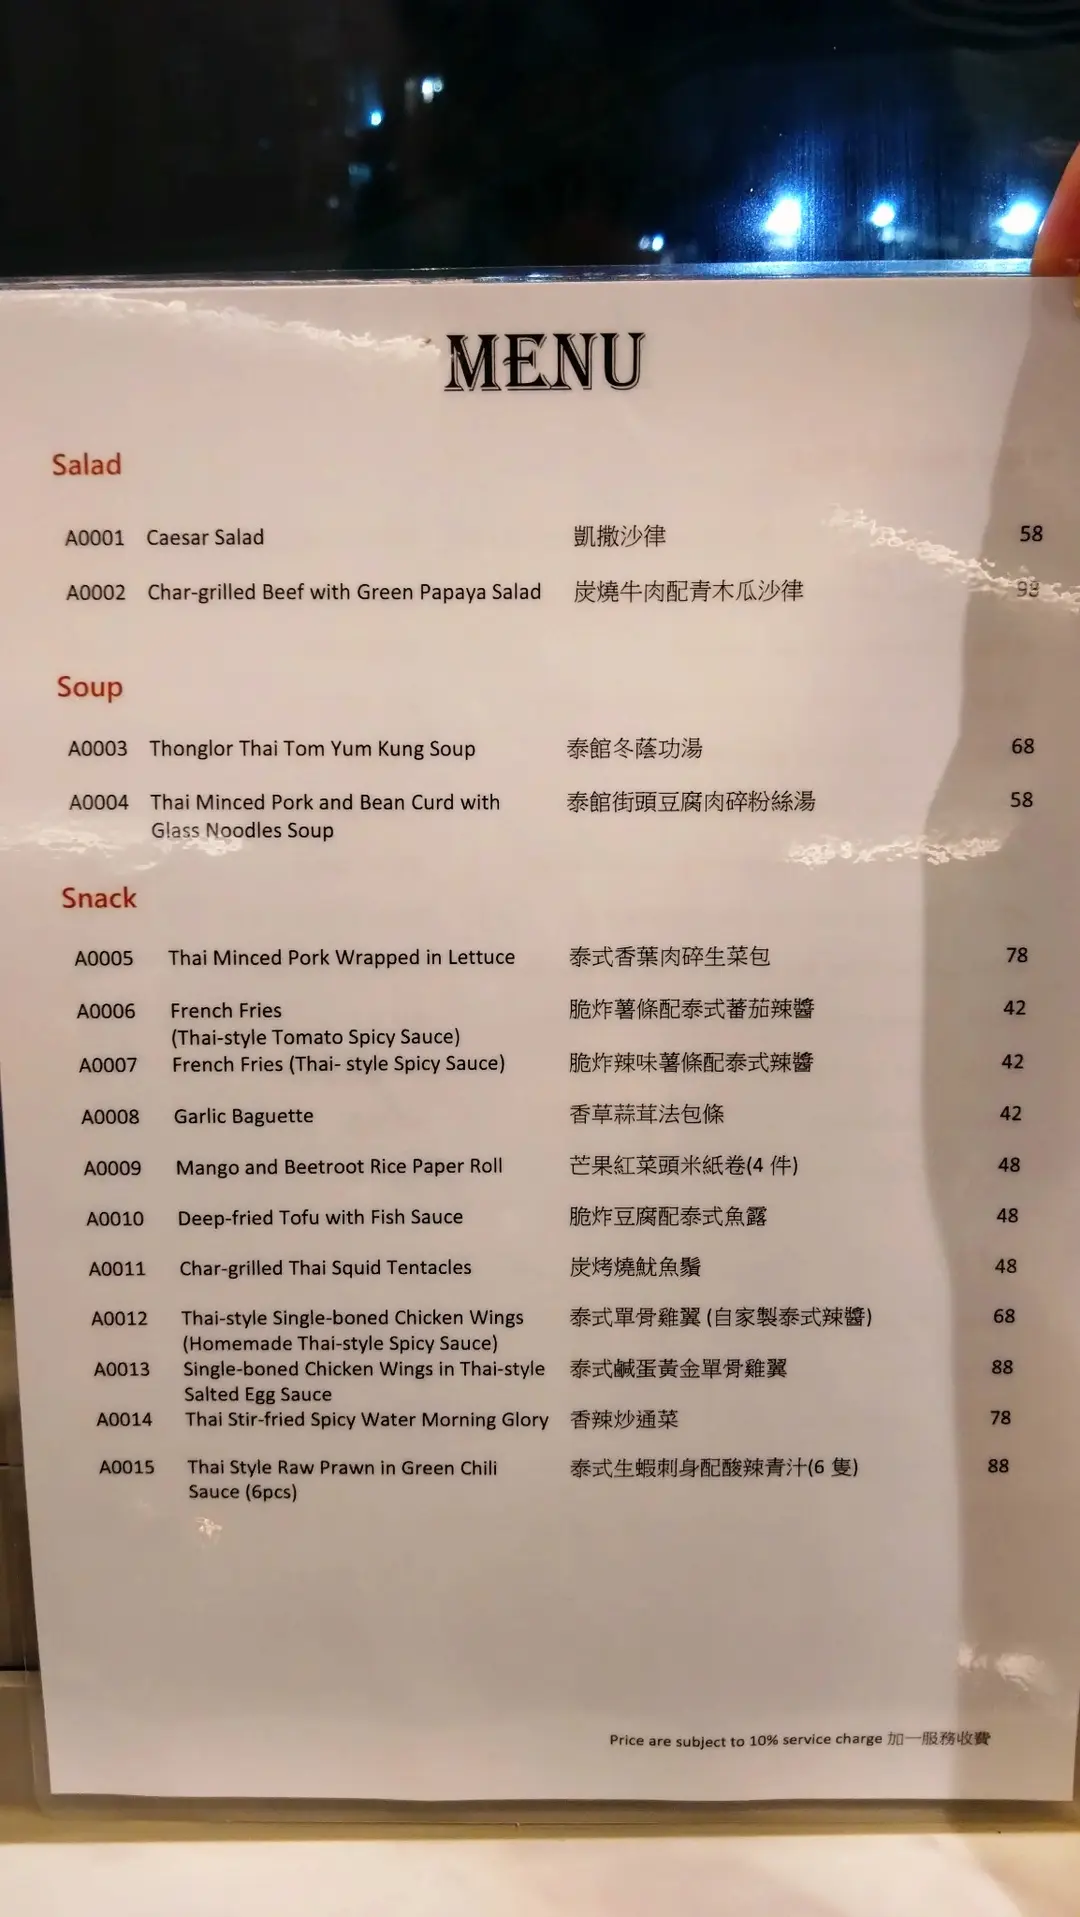 MENU
Salad
A0001 Caesar Salad 凱撒沙律 58
A0002 Char-grilled Beef with Green Papaya Salad 炭燒牛肉配青木瓜沙律
Soup
A0003 Thonglor Thai Tom Yum Kung Soup 泰館冬蔭功湯 68
A0004 Thai Minced Pork and Bean Curd with 泰館街頭豆腐肉碎粉絲湯 58
Glass Noodles Soup
Snack
A0005 Thai Minced Pork Wrapped in Lettuce 泰式香葉肉碎生菜包 78
A0006 French Fries 脆炸薯條配泰式蕃茄辣醬 42
(Thai-style Tomato Spicy Sauce)
A0007 French Fries (Thai- style Spicy Sauce) 脆炸辣味薯條配泰式辣醬 42
A0008 Garlic Baguette 香草蒜茸法包條 42
A0009 Mango and Beetroot Rice Paper Roll 芒果紅菜頭米紙卷(4 件) 48
A0010 Deep-fried Tofu with Fish Sauce 脆炸豆腐配泰式魚露 48
A0011 Char-grilled Thai Squid Tentacles 炭烤燒魷魚鬚 48
A0012 Thai-style Single-boned Chicken Wings 泰式單骨雞翼 (自家製泰式辣醬) 68
(Homemade Thai-style Spicy Sauce)
A0013 Single-boned Chicken Wings in Thai-style 泰式鹹蛋黃金單骨雞翼 88
Salted Egg Sauce
A0014 Thai Stir-fried Spicy Water Morning Glory 香辣炒通菜 78
A0015 Thai Style Raw Prawn in Green Chili 泰式生蝦刺身配酸辣青汁(6 隻) 88
Sauce (6pcs)
Price are subject to 10% service charge 加一服務收費